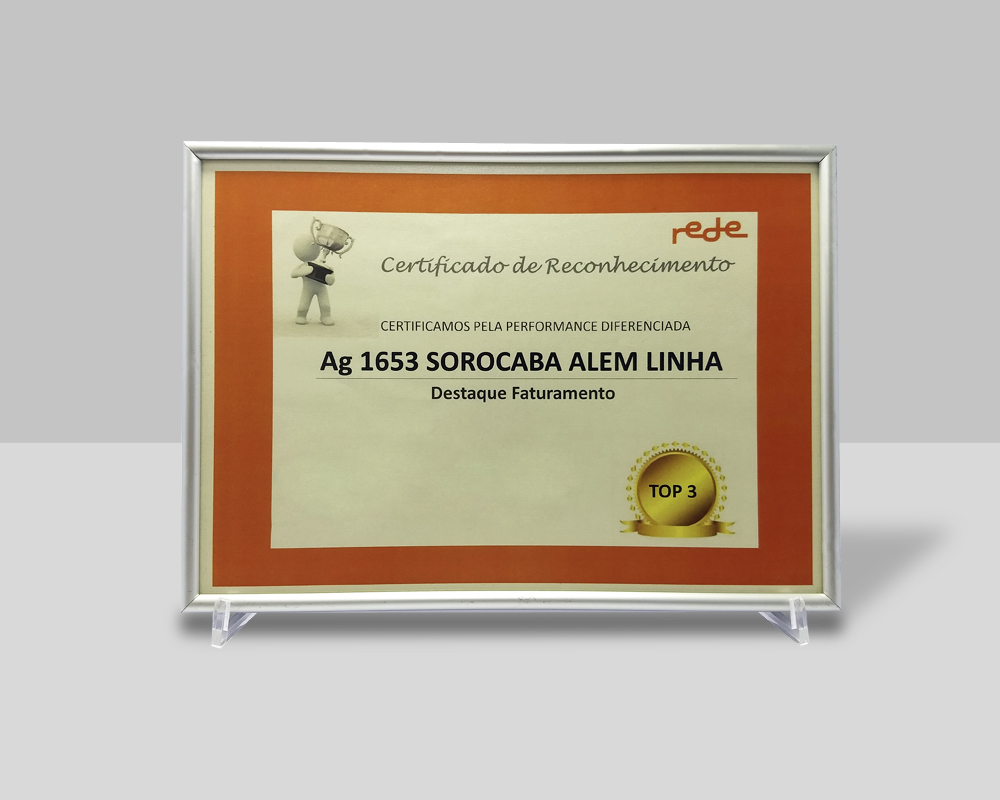 rede
Certificado de Reconhecimento
CERTIFICAMOS PELA PERFORMANCE DIFERENCIADA
Ag 1653 SOROCABA ALEM LINHA
Destaque Faturamento
TOP 3